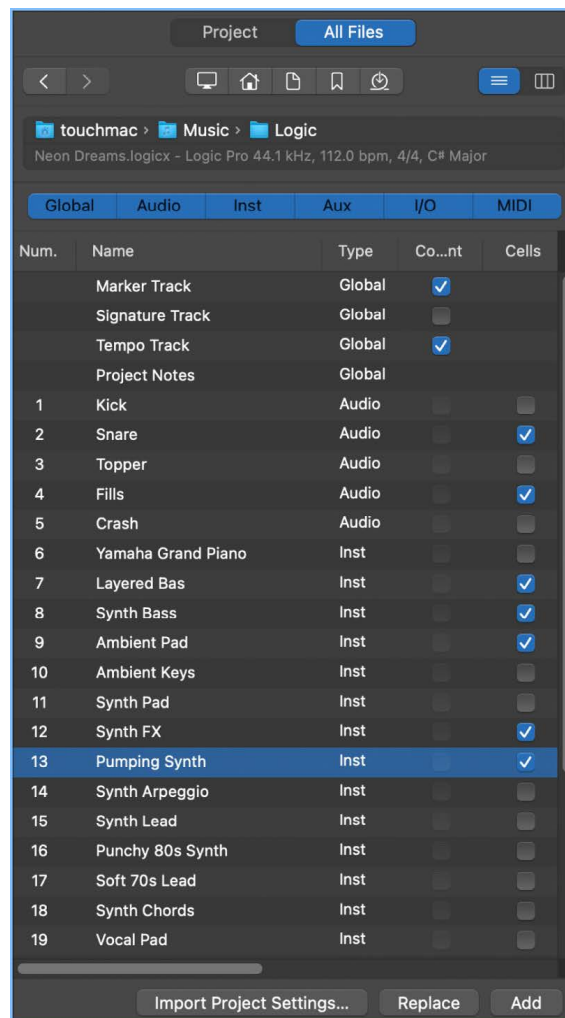 Project All Files
touchmac › Music › Logic
Neon Dreams.logicx - Logic Pro 44.1 kHz, 112.0 bpm, 4/4, C# Major
Global Audio Inst Aux I/O MIDI
Num. Name Type Co...nt Cells
Marker Track Global
Signature Track Global
Tempo Track Global
Project Notes Global
1 Kick Audio
2 Snare Audio
3 Topper Audio
4 Fills Audio
5 Crash Audio
6 Yamaha Grand Piano Inst
7 Layered Bas Inst
8 Synth Bass Inst
9 Ambient Pad Inst
10 Ambient Keys Inst
11 Synth Pad Inst
12 Synth FX Inst
13 Pumping Synth Inst
14 Synth Arpeggio Inst
15 Synth Lead Inst
16 Punchy 80s Synth Inst
17 Soft 70s Lead Inst
18 Synth Chords Inst
19 Vocal Pad Inst
Import Project Settings... Replace Add